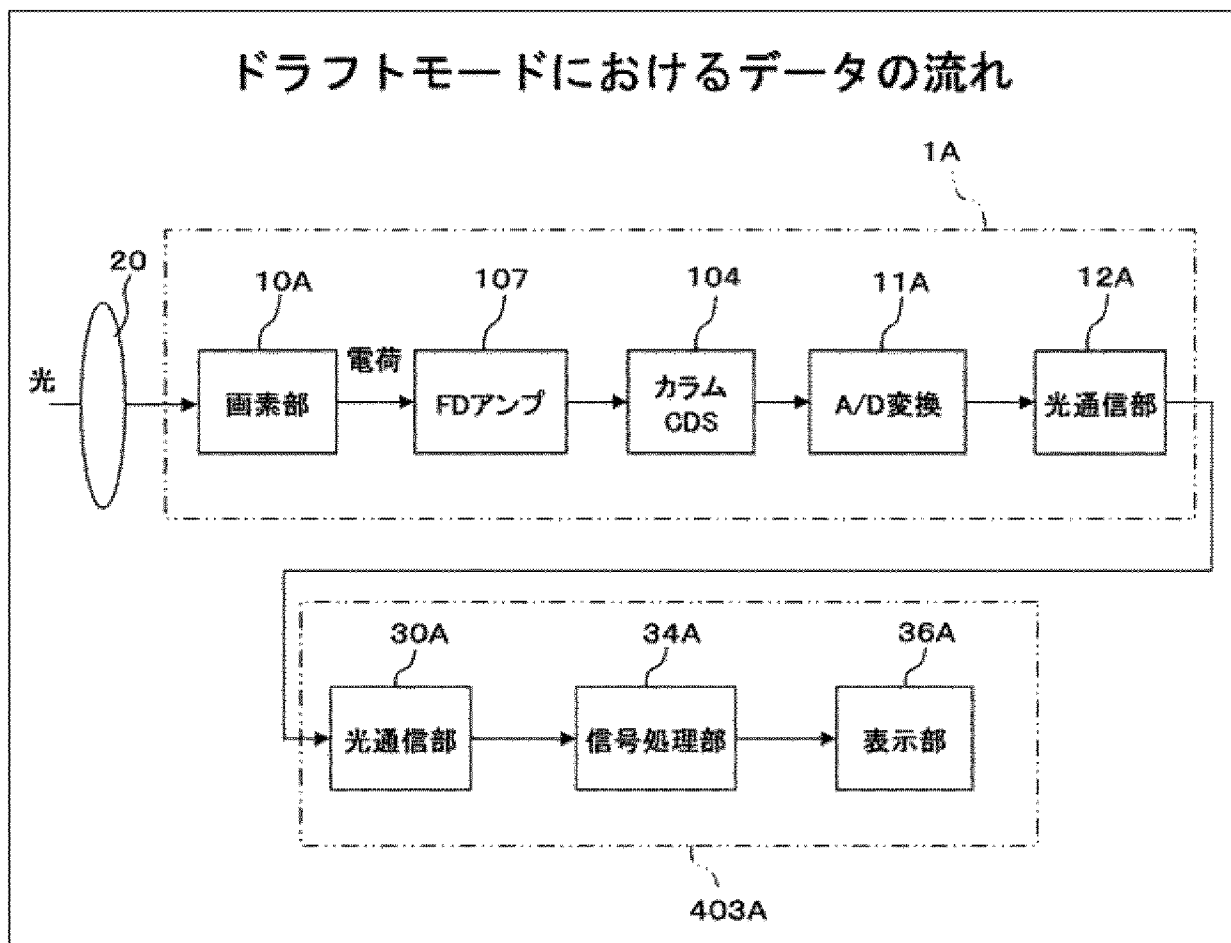 ドラフトモードにおけるデータの流れ
1A
20
10A
107
104
11A
12A
光
画素部
電荷
FDアンプ
カラム
CDS
A/D変換
光通信部
30A
34A
36A
光通信部
信号処理部
表示部
403A